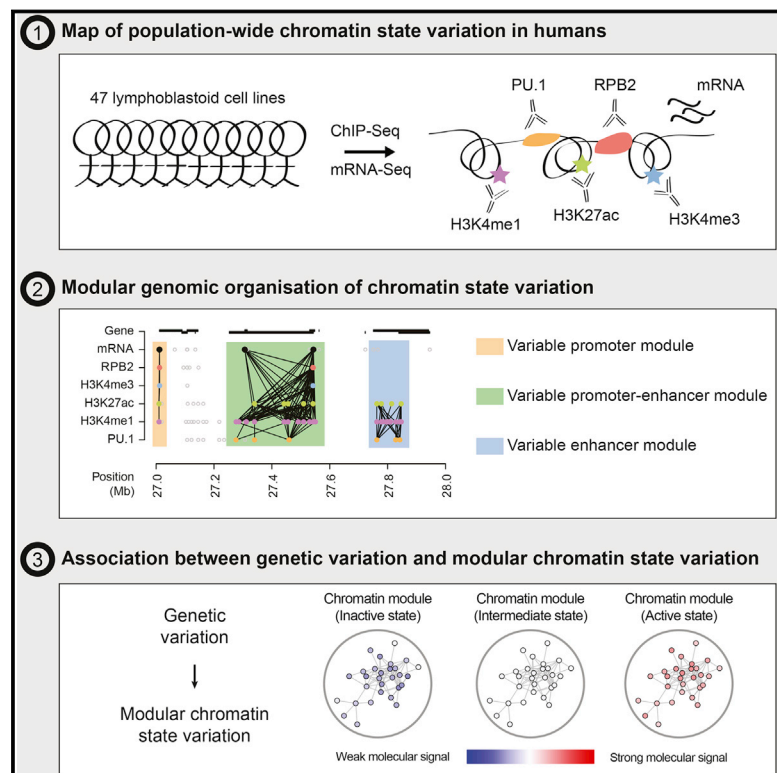 1 Map of population-wide chromatin state variation in humans
47 lymphoblastoid cell lines
ChIP-Seq
mRNA-Seq
PU.1
RPB2
mRNA
H3K4me1
H3K27ac
H3K4me3
2 Modular genomic organisation of chromatin state variation
Gene
mRNA
RPB2
H3K4me3
H3K27ac
H3K4me1
PU.1
Position
(Mb)
27.0
27.2
27.4
27.6
27.8
28.0
Variable promoter module
Variable promoter-enhancer module
Variable enhancer module
3 Association between genetic variation and modular chromatin state variation
Genetic
variation
Modular chromatin
state variation
Chromatin module
(Inactive state)
Chromatin module
(Intermediate state)
Chromatin module
(Active state)
Weak molecular signal
Strong molecular signal